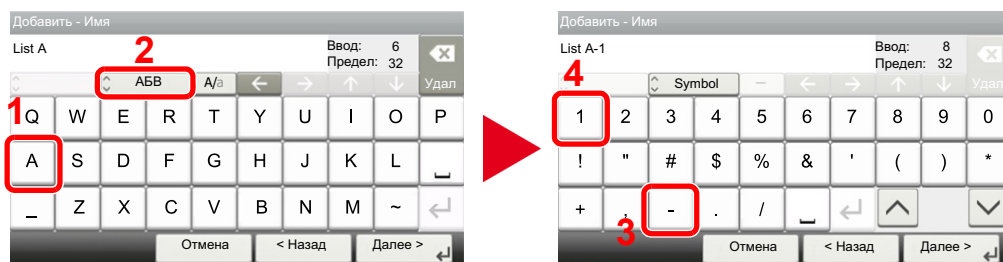 Добавить - Имя
List A
Ввод: 6
Предел: 32
2
АБВ
A/a
Удал
1
Q W E R T Y U I O P
A S D F G H J K L
_ Z X C V B N M ~
Отмена
< Назад
Далее >
Добавить - Имя
List A-1
Ввод: 8
Предел: 32
4
Symbol
Удал
1 2 3 4 5 6 7 8 9 0
! " # $ % & ' ( ) *
+ , - . /
3
Отмена
< Назад
Далее >